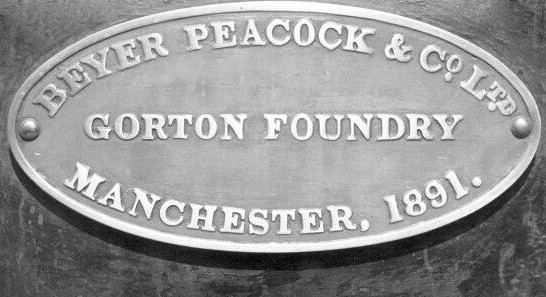 BEYER PEACOCK & CO. LTD
GORTON FOUNDRY
MANCHESTER, 1891.